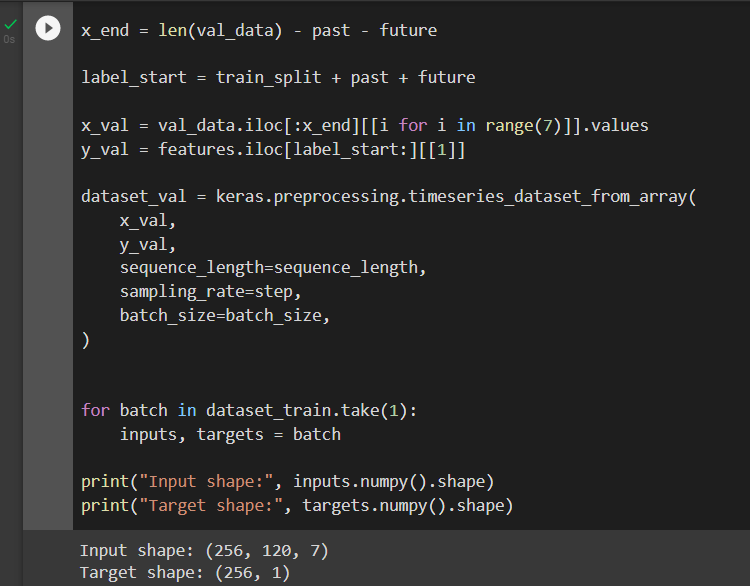 0s
x_end = len(val_data) - past - future
label_start = train_split + past + future
x_val = val_data.iloc[:x_end][[i for i in range(7)]].values
y_val = features.iloc[label_start:][[1]]
dataset_val = keras.preprocessing.timeseries_dataset_from_array(
    x_val,
    y_val,
    sequence_length=sequence_length,
    sampling_rate=step,
    batch_size=batch_size,
)
for batch in dataset_train.take(1):
    inputs, targets = batch
print("Input shape:", inputs.numpy().shape)
print("Target shape:", targets.numpy().shape)
Input shape: (256, 120, 7)
Target shape: (256, 1)